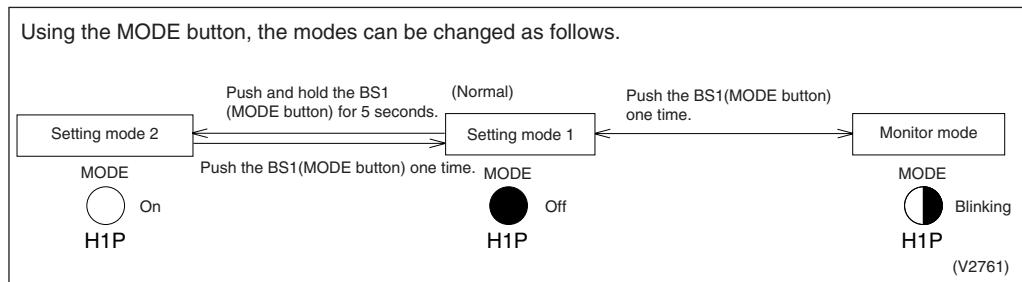 Using the MODE button, the modes can be changed as follows.
Push and hold the BS1
(MODE button) for 5 seconds.
(Normal)
Push the BS1(MODE button)
one time.
Setting mode 2
Setting mode 1
Monitor mode
Push the BS1(MODE button) one time.
MODE
On
H1P
MODE
Off
H1P
MODE
Blinking
H1P
(V2761)